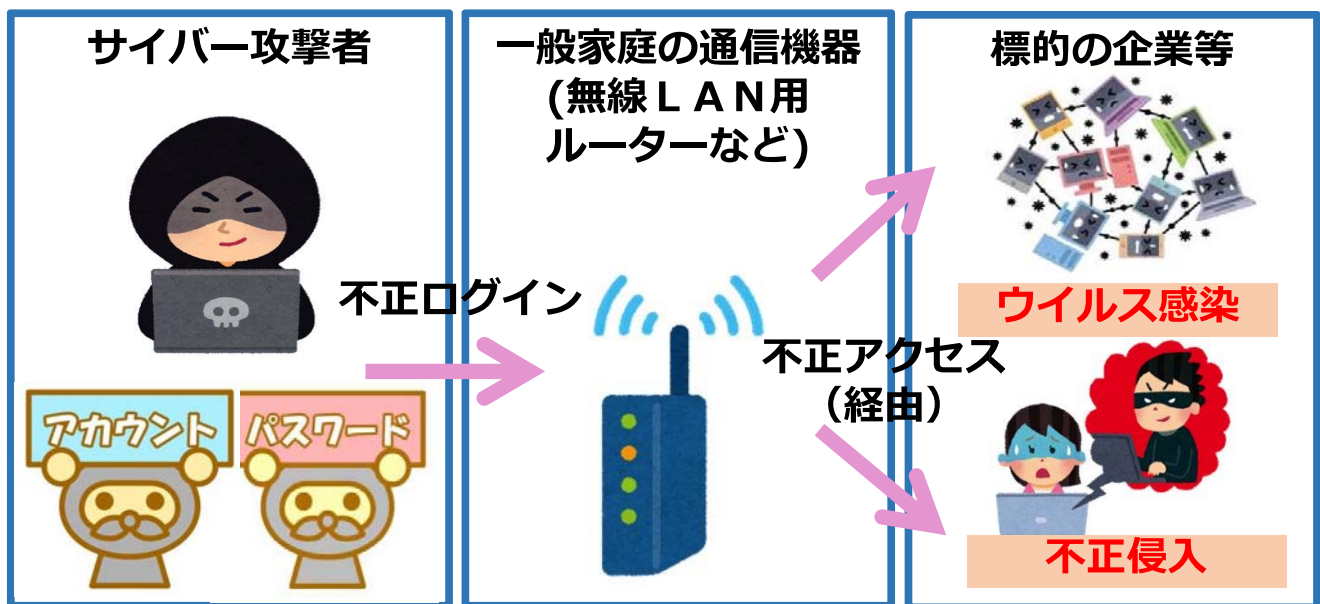 サイバー攻撃者
アカウント
パスワード
不正ログイン
一般家庭の通信機器
(無線ＬＡＮ用
ルーターなど)
不正アクセス
（経由）
標的の企業等
ウイルス感染
不正侵入